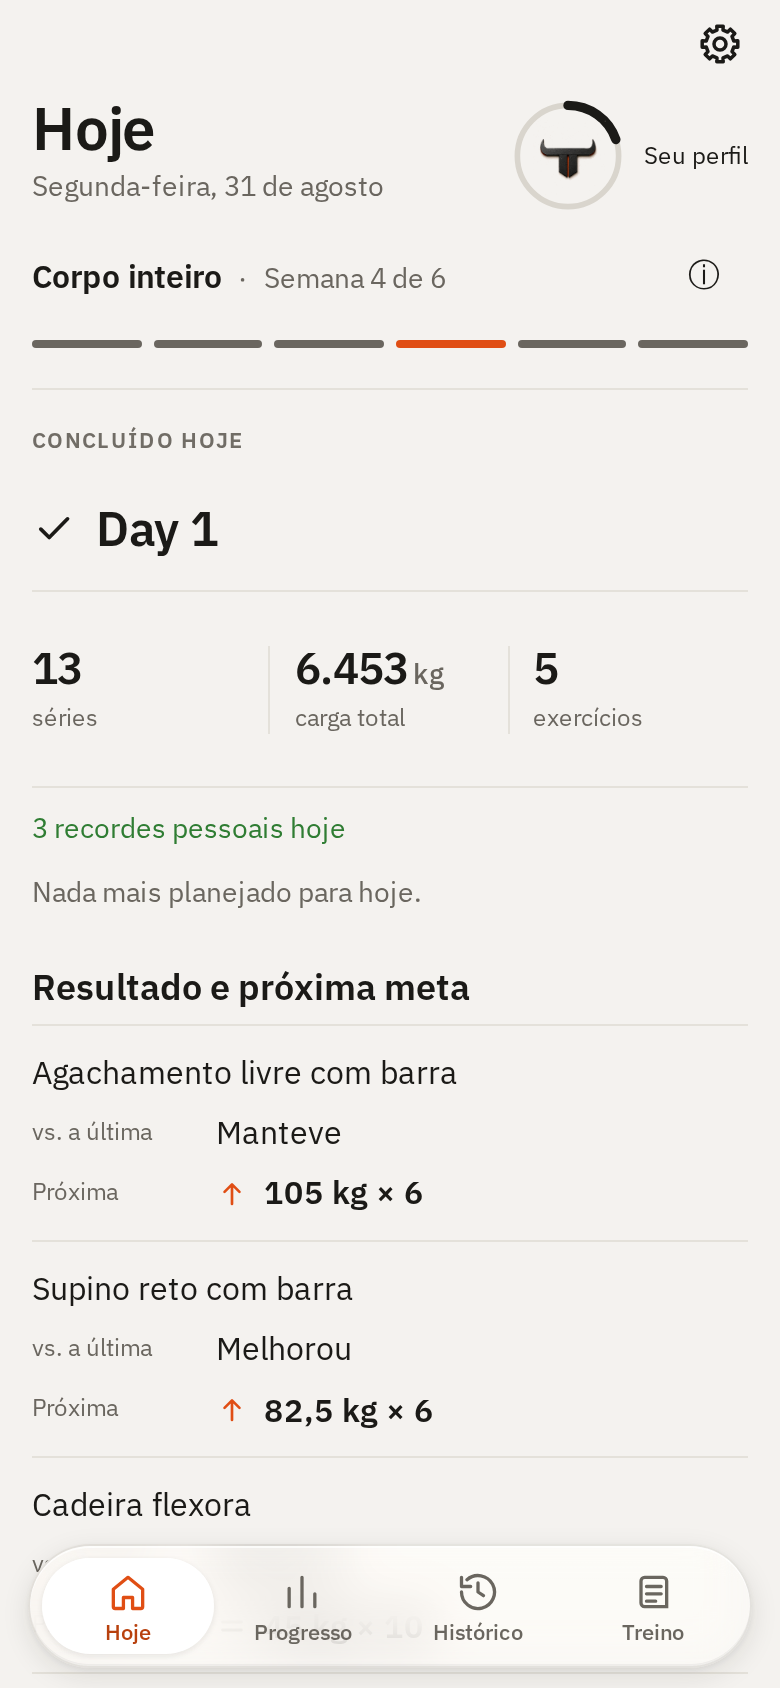 Hoje
Segunda-feira, 31 de agosto
Seu perfil
Corpo inteiro · Semana 4 de 6
CONCLUÍDO HOJE
Day 1
13
séries
6.453 kg
carga total
5
exercícios
3 recordes pessoais hoje
Nada mais planejado para hoje.
Resultado e próxima meta
Agachamento livre com barra
vs. a última Manteve
Próxima ↑ 105 kg × 6
Supino reto com barra
vs. a última Melhorou
Próxima ↑ 82,5 kg × 6
Cadeira flexora
Hoje
Progresso
Histórico
Treino